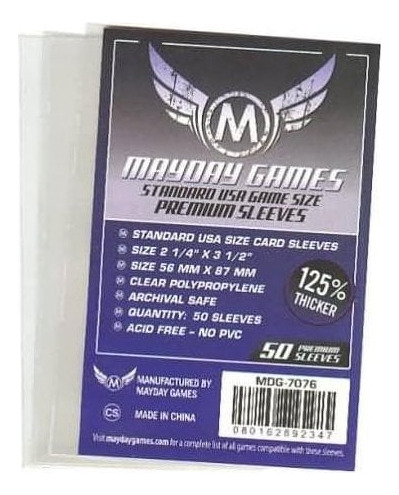 M
MAYDAY GAMES
STANDARD USA GAME SIZE
PREMIUM SLEEVES
STANDARD USA SIZE CARD SLEEVES
SIZE 2 1/4" X 3 1/2"
SIZE 56 MM X 87 MM
CLEAR POLYPROPYLENE
ARCHIVAL SAFE
QUANTITY: 50 SLEEVES
ACID FREE - NO PVC
125%
THICKER
50 PREMIUM
SLEEVES
M
MANUFACTURED BY
MAYDAY GAMES
CS
MADE IN CHINA
MDG-7076
080162892347
Visit maydaygames.com for a complete list of all games compatible with these sleeves.